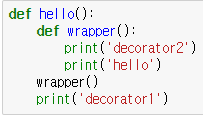 def hello():
    def wrapper():
        print('decorator2')
        print('hello')
    wrapper()
    print('decorator1')